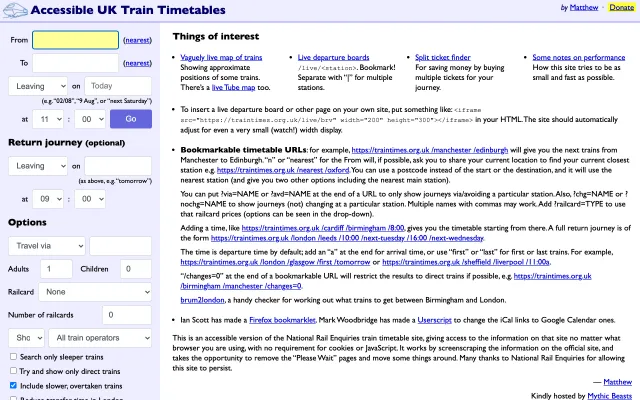 Accessible UK Train Timetables
by Matthew · Donate
From (nearest)
To (nearest)
Leaving on Today
(e.g. "02/08", "9 Aug", or "next Saturday")
at 11 : 00 Go
Return journey (optional)
Leaving on
(as above, e.g. "tomorrow")
at 09 : 00
Options
Travel via
Adults 1 Children 0
Railcard None
Number of railcards 0
Sho All train operators
Search only sleeper trains
Try and show only direct trains
Include slower, overtaken trains
Reduce transfer time in London
Things of interest
Vaguely live map of trains
Showing approximate
positions of some trains.
There's a live Tube map too.
Live departure boards
/live/<station>. Bookmark!
Separate with "|" for multiple
stations.
Split ticket finder
For saving money by buying
multiple tickets for your
journey.
Some notes on performance
How this site tries to be as
small and fast as possible.
To insert a live departure board or other page on your own site, put something like: <iframe
src="https://traintimes.org.uk/live/brv" width="200" height="300"></iframe> in your HTML. The site should automatically
adjust for even a very small (watch!) width display.
Bookmarkable timetable URLs: for example, https://traintimes.org.uk /manchester /edinburgh will give you the next trains from
Manchester to Edinburgh. "n" or "nearest" for the From will, if possible, ask you to share your current location to find your current closest
station e.g. https://traintimes.org.uk /nearest /oxford. You can use a postcode instead of the start or the destination, and it will use the
nearest station (and give you two other options including the nearest main station).
You can put ?via=NAME or ?avd=NAME at the end of a URL to only show journeys via/avoiding a particular station. Also, ?chg=NAME or ?
nochg=NAME to show journeys (not) changing at a particular station. Multiple names with commas may work. Add !railcard=TYPE to use
that railcard prices (options can be seen in the drop-down).
Adding a time, like https://traintimes.org.uk /cardiff /birmingham /8:00, gives you the timetable starting from there. A full return journey is of
the form https://traintimes.org.uk /london /leeds /10:00 /next-tuesday /16:00 /next-wednesday.
The time is departure time by default; add an "a" at the end for arrival time, or use "first" or "last" for first or last trains. For example,
https://traintimes.org.uk /london /glasgow /first /tomorrow or https://traintimes.org.uk /sheffield /liverpool /11:00a.
"/changes=0" at the end of a bookmarkable URL will restrict the results to direct trains if possible, e.g. https://traintimes.org.uk
/birmingham /manchester /changes=0.
brum2london, a handy checker for working out what trains to get between Birmingham and London.
Ian Scott has made a Firefox bookmarklet, Mark Woodbridge has made a Userscript to change the iCal links to Google Calendar ones.
This is an accessible version of the National Rail Enquiries train timetable site, giving access to the information on that site no matter what
browser you are using, with no requirement for cookies or JavaScript. It works by screenscraping the information on the official site, and
takes the opportunity to remove the "Please Wait" pages and move some things around. Many thanks to National Rail Enquiries for allowing
this site to persist.
— Matthew
Kindly hosted by Mythic Beasts